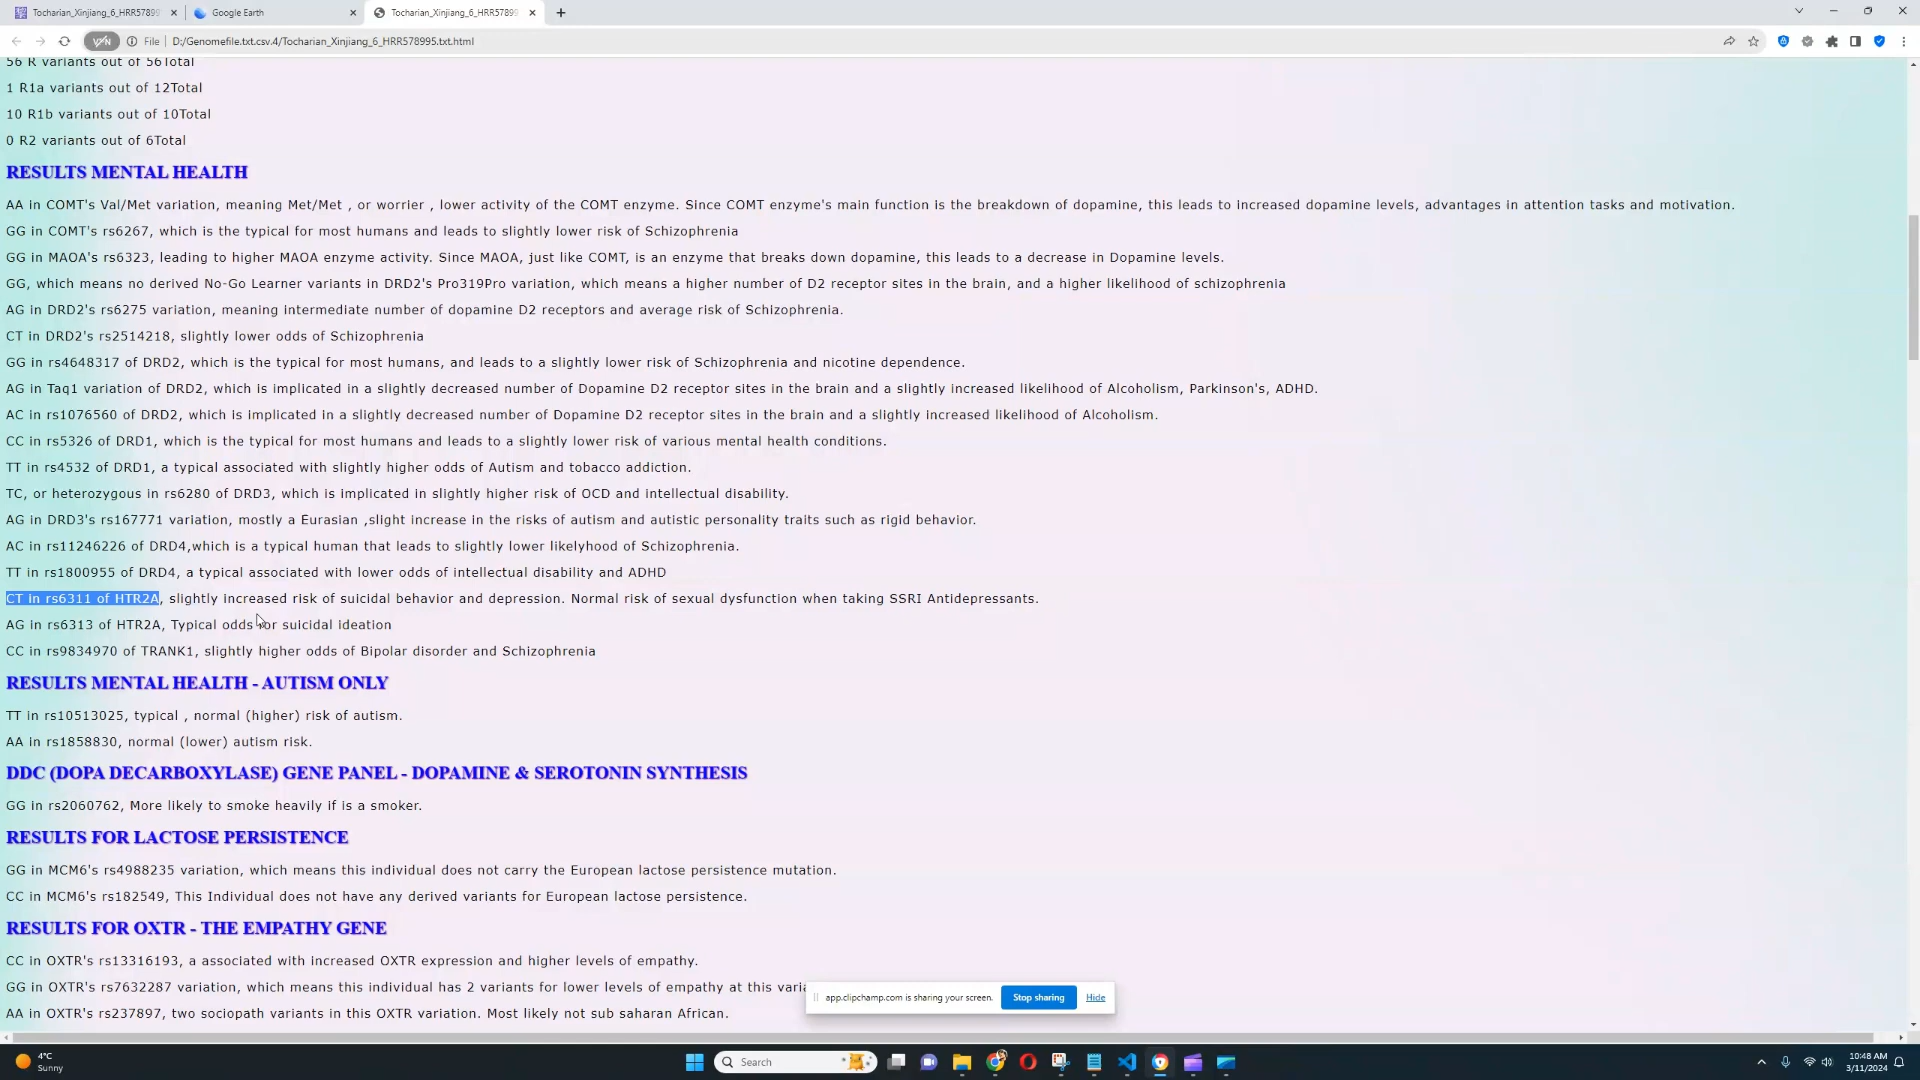 Tocharian_Xinjiang_6_HRR57899
Google Earth
Tocharian_Xinjiang_6_HRR578995
VPN
File
D:/Genomefile.txt.csv.4/Tocharian_Xinjiang_6_HRR578995.txt.html
56 R variants out of 56Total
1 R1a variants out of 12Total
10 R1b variants out of 10Total
0 R2 variants out of 6Total
RESULTS MENTAL HEALTH
AA in COMT's Val/Met variation, meaning Met/Met , or worrier , lower activity of the COMT enzyme. Since COMT enzyme's main function is the breakdown of dopamine, this leads to increased dopamine levels, advantages in attention tasks and motivation.
GG in COMT's rs6267, which is the typical for most humans and leads to slightly lower risk of Schizophrenia
GG in MAOA's rs6323, leading to higher MAOA enzyme activity. Since MAOA, just like COMT, is an enzyme that breaks down dopamine, this leads to a decrease in Dopamine levels.
GG, which means no derived No-Go Learner variants in DRD2's Pro319Pro variation, which means a higher number of D2 receptor sites in the brain, and a higher likelihood of schizophrenia
AG in DRD2's rs6275 variation, meaning intermediate number of dopamine D2 receptors and average risk of Schizophrenia.
CT in DRD2's rs2514218, slightly lower odds of Schizophrenia
GG in rs4648317 of DRD2, which is the typical for most humans, and leads to a slightly lower risk of Schizophrenia and nicotine dependence.
AG in Taq1 variation of DRD2, which is implicated in a slightly decreased number of Dopamine D2 receptor sites in the brain and a slightly increased likelihood of Alcoholism, Parkinson's, ADHD.
AC in rs1076560 of DRD2, which is implicated in a slightly decreased number of Dopamine D2 receptor sites in the brain and a slightly increased likelihood of Alcoholism.
CC in rs5326 of DRD1, which is the typical for most humans and leads to a slightly lower risk of various mental health conditions.
TT in rs4532 of DRD1, a typical associated with slightly higher odds of Autism and tobacco addiction.
TC, or heterozygous in rs6280 of DRD3, which is implicated in slightly higher risk of OCD and intellectual disability.
AG in DRD3's rs167771 variation, mostly a Eurasian ,slight increase in the risks of autism and autistic personality traits such as rigid behavior.
AC in rs11246226 of DRD4,which is a typical human that leads to slightly lower likelyhood of Schizophrenia.
TT in rs1800955 of DRD4, a typical associated with lower odds of intellectual disability and ADHD
CT in rs6311 of HTR2A, slightly increased risk of suicidal behavior and depression. Normal risk of sexual dysfunction when taking SSRI Antidepressants.
AG in rs6313 of HTR2A, Typical odds for suicidal ideation
CC in rs9834970 of TRANK1, slightly higher odds of Bipolar disorder and Schizophrenia
RESULTS MENTAL HEALTH - AUTISM ONLY
TT in rs10513025, typical , normal (higher) risk of autism.
AA in rs1858830, normal (lower) autism risk.
DDC (DOPA DECARBOXYLASE) GENE PANEL - DOPAMINE & SEROTONIN SYNTHESIS
GG in rs2060762, More likely to smoke heavily if is a smoker.
RESULTS FOR LACTOSE PERSISTENCE
GG in MCM6's rs4988235 variation, which means this individual does not carry the European lactose persistence mutation.
CC in MCM6's rs182549, This Individual does not have any derived variants for European lactose persistence.
RESULTS FOR OXTR - THE EMPATHY GENE
CC in OXTR's rs13316193, a associated with increased OXTR expression and higher levels of empathy.
GG in OXTR's rs7632287 variation, which means this individual has 2 variants for lower levels of empathy at this varia
AA in OXTR's rs237897, two sociopath variants in this OXTR variation. Most likely not sub saharan African.
app.clipchamp.com is sharing your screen.
Stop sharing
Hide
4°C
Sunny
Search
10:48 AM
3/11/2024